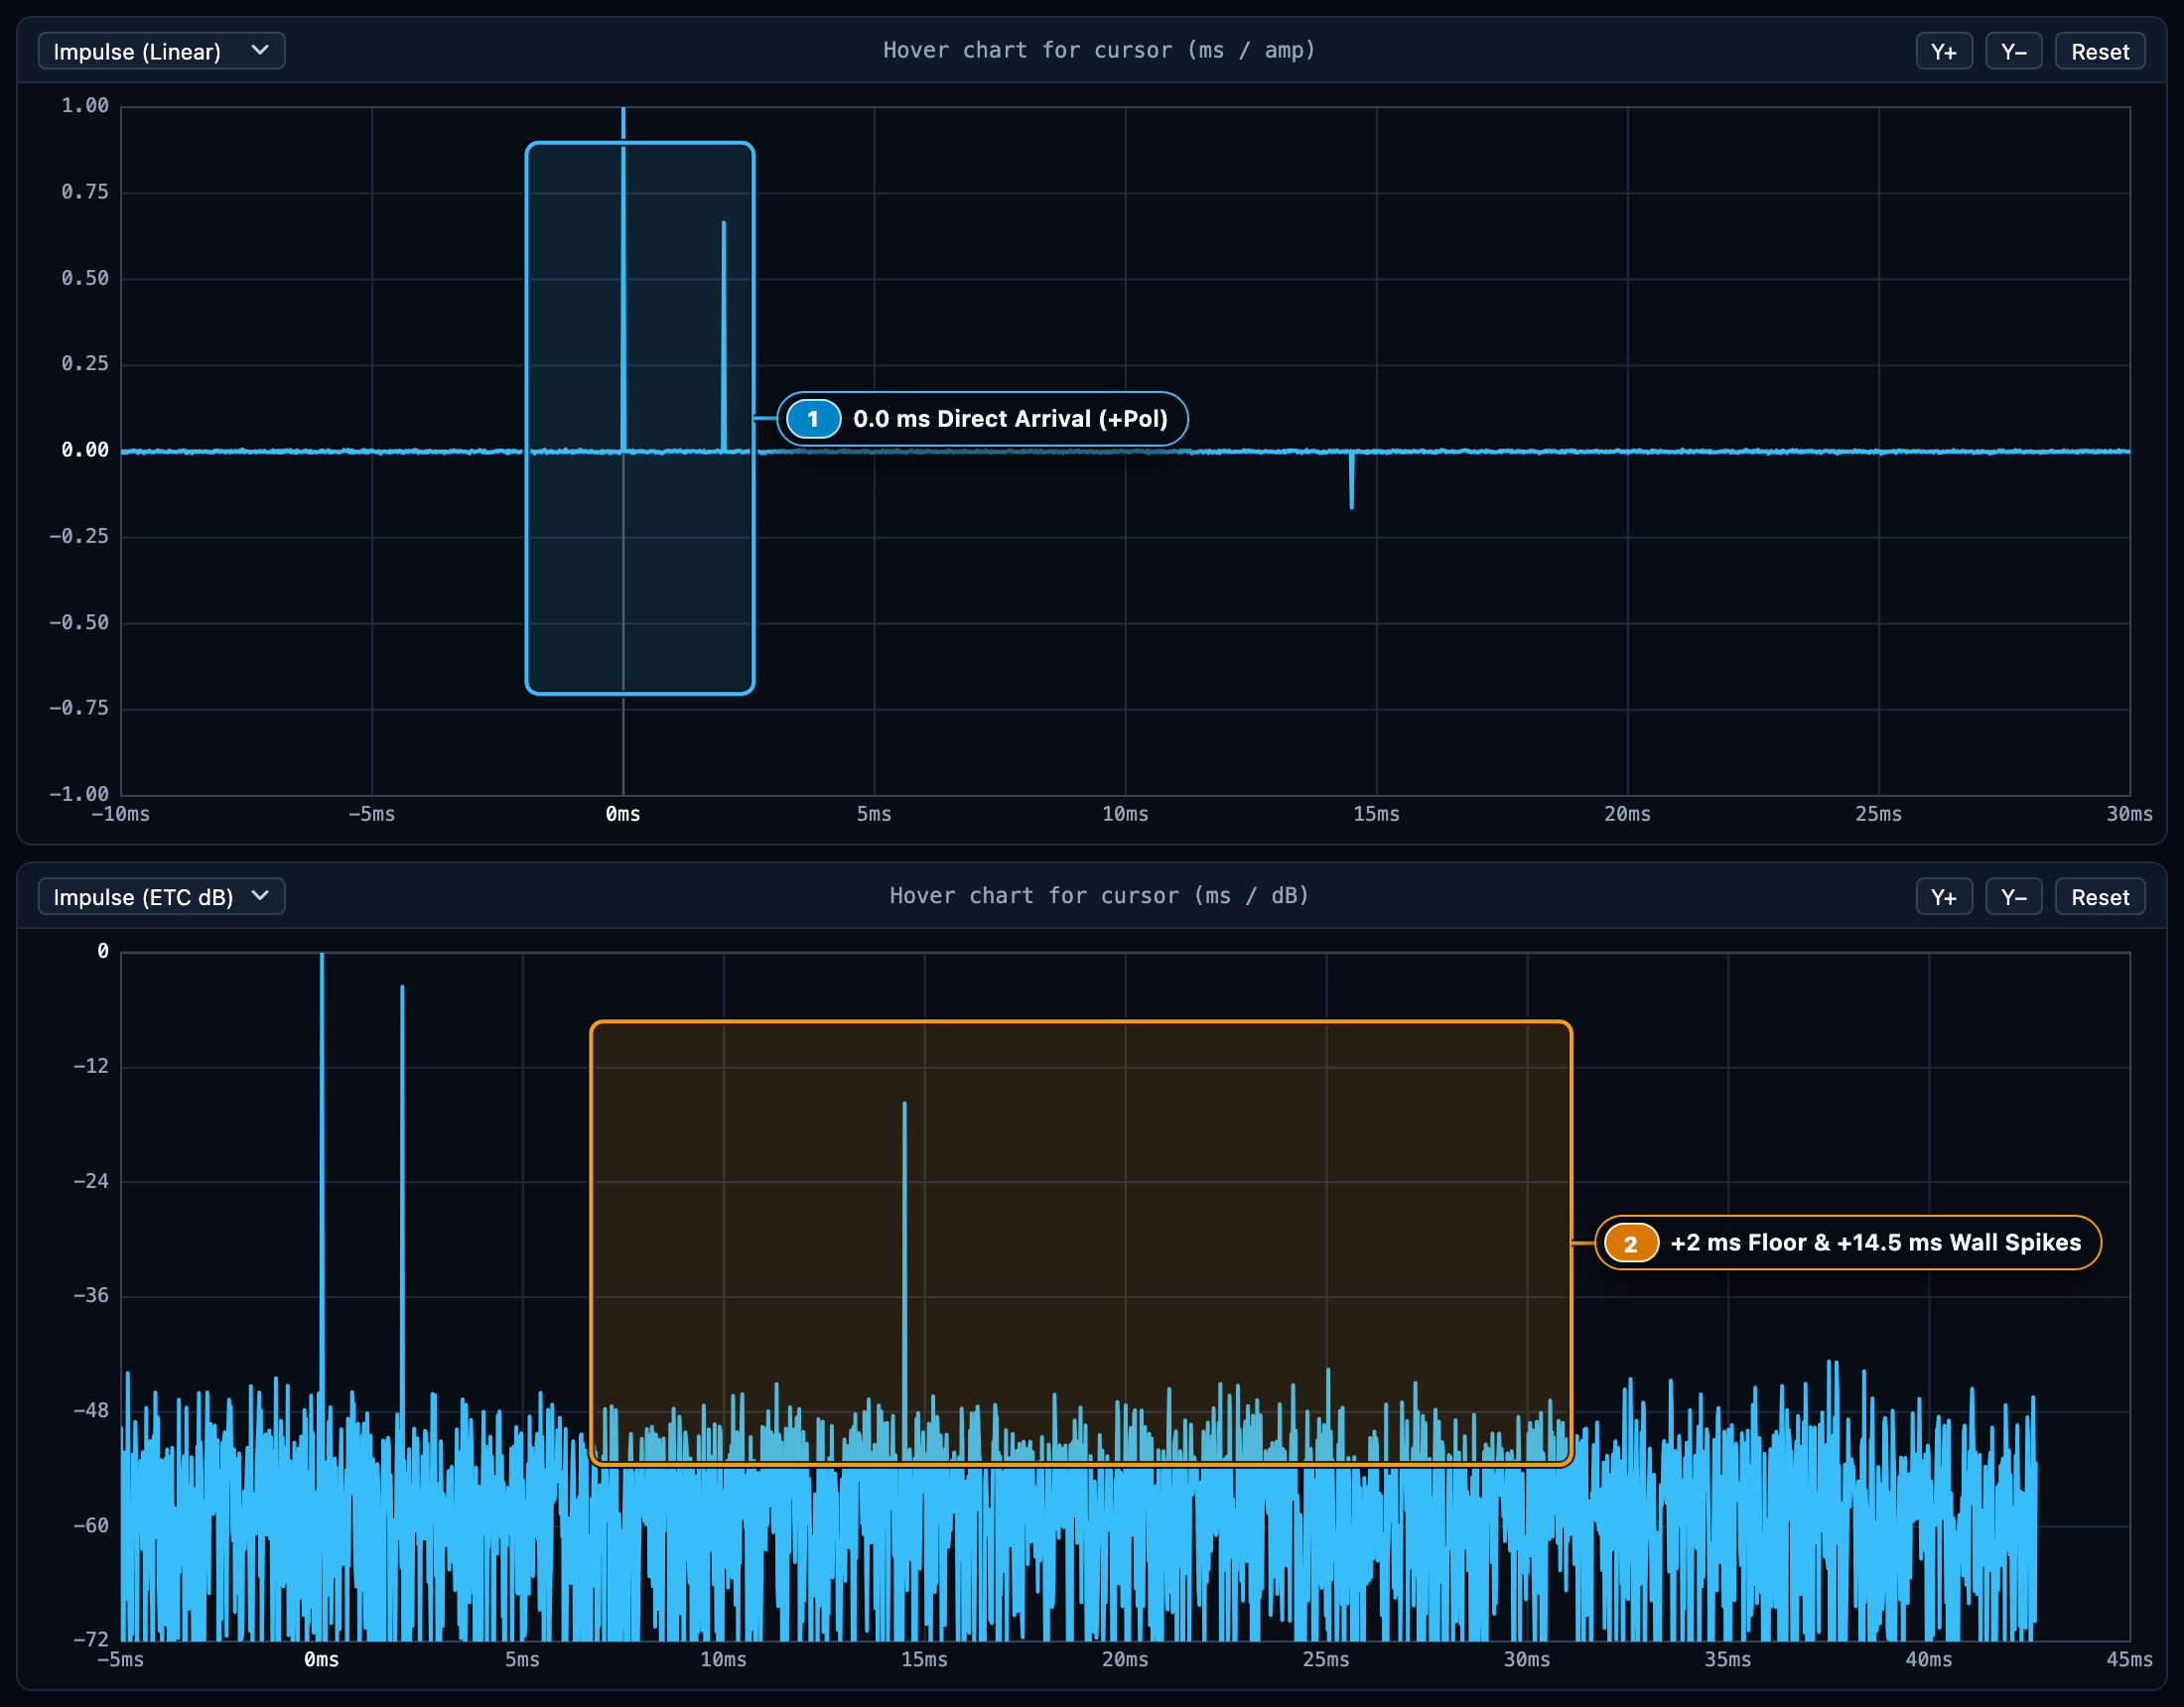 Impulse (Linear)
Hover chart for cursor (ms / amp)
Y+
Y−
Reset
1.00
0.75
0.50
0.25
0.00
−0.25
−0.50
−0.75
−1.00
1 0.0 ms Direct Arrival (+Pol)
−10ms −5ms 0ms 5ms 10ms 15ms 20ms 25ms 30ms
Impulse (ETC dB)
Hover chart for cursor (ms / dB)
Y+
Y−
Reset
0
−12
−24
−36
−48
−60
−72
2 +2 ms Floor & +14.5 ms Wall Spikes
−5ms 0ms 5ms 10ms 15ms 20ms 25ms 30ms 35ms 40ms 45ms